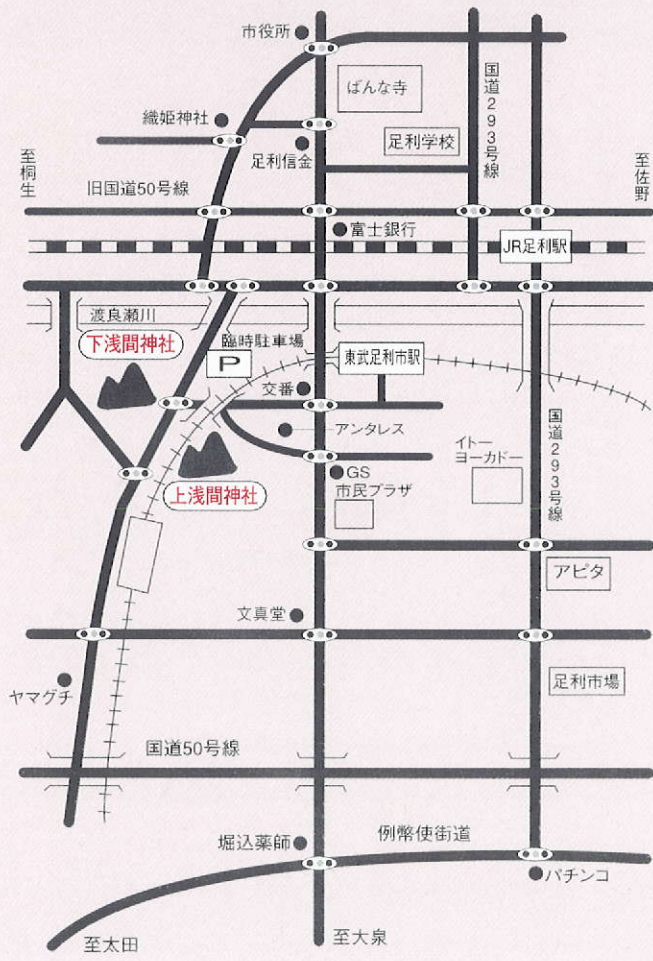 市役所
ばんな寺
国道293号線
織姫神社
足利信金
足利学校
至桐生
至佐野
旧国道50号線
富士銀行
JR足利駅
渡良瀬川
下浅間神社
臨時駐車場
P
東武足利市駅
交番
アンタレス
国道293号線
イトー
ヨーカドー
上浅間神社
GS
市民プラザ
アピタ
文真堂
足利市場
ヤマグチ
国道50号線
堀込薬師
例幣使街道
パチンコ
至太田
至大泉